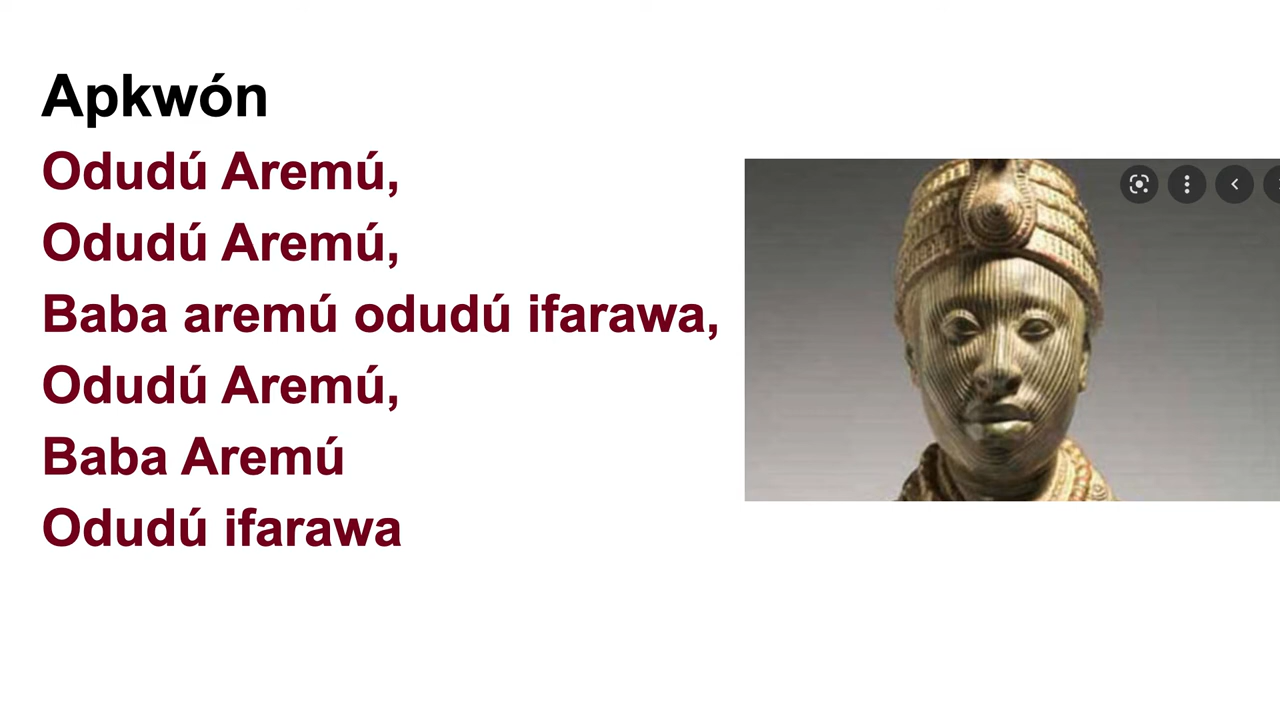 Apkwón
Odudú Aremú,
Odudú Aremú,
Baba aremú odudú ifarawa,
Odudú Aremú,
Baba Aremú
Odudú ifarawa